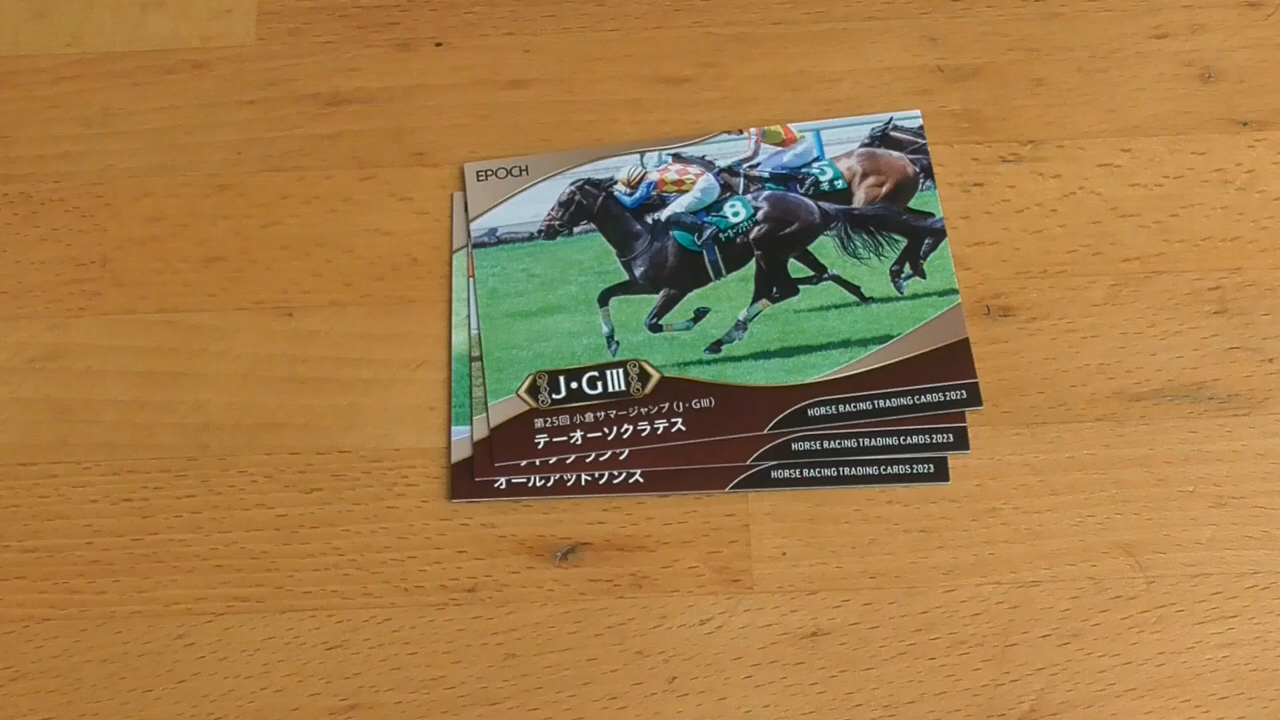 EPOCH
8
J・GⅢ
第25回 小倉サマージャンプ(J・GⅢ)
テーオーソクラテス
HORSE RACING TRADING CARDS 2023
HORSE RACING TRADING CARDS 2023
オールアットワンス
HORSE RACING TRADING CARDS 2023